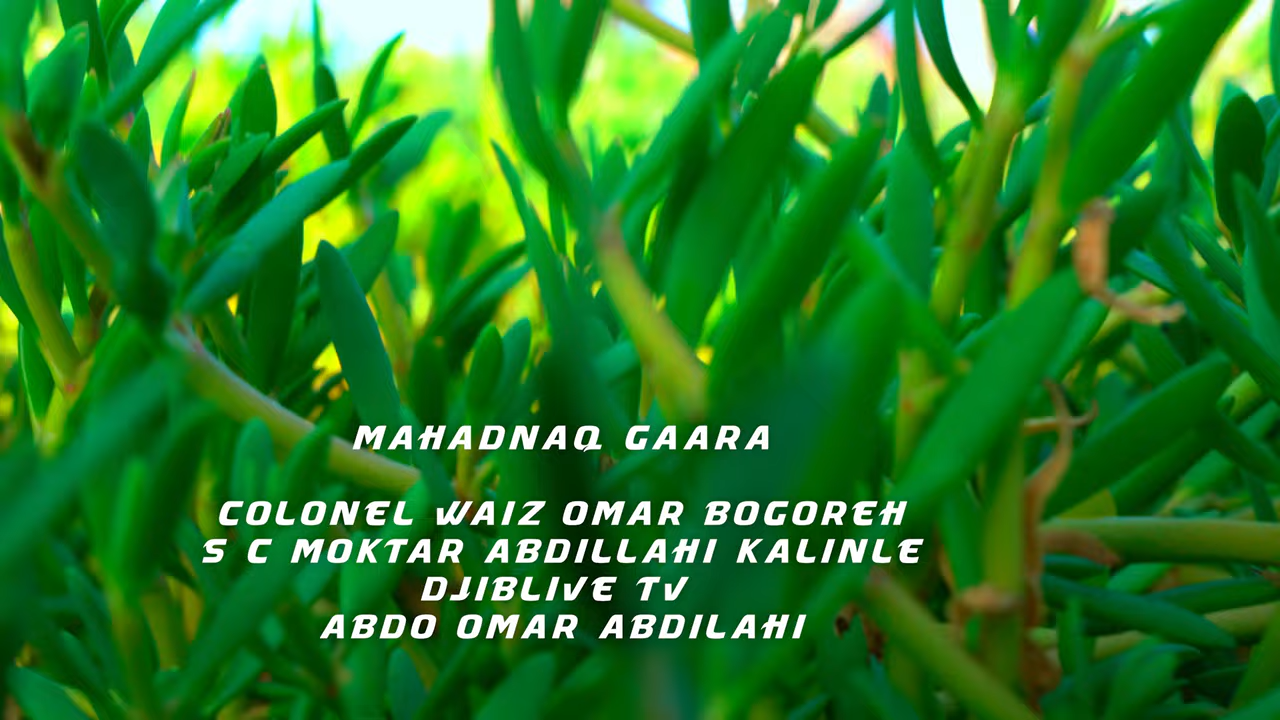 MAHADNAQ GAARA
COLONEL WAIZ OMAR BOGOREH
S C MOKTAR ABDILLAHI KALINLE
DJIBLIVE TV
ABDO OMAR ABDILAHI